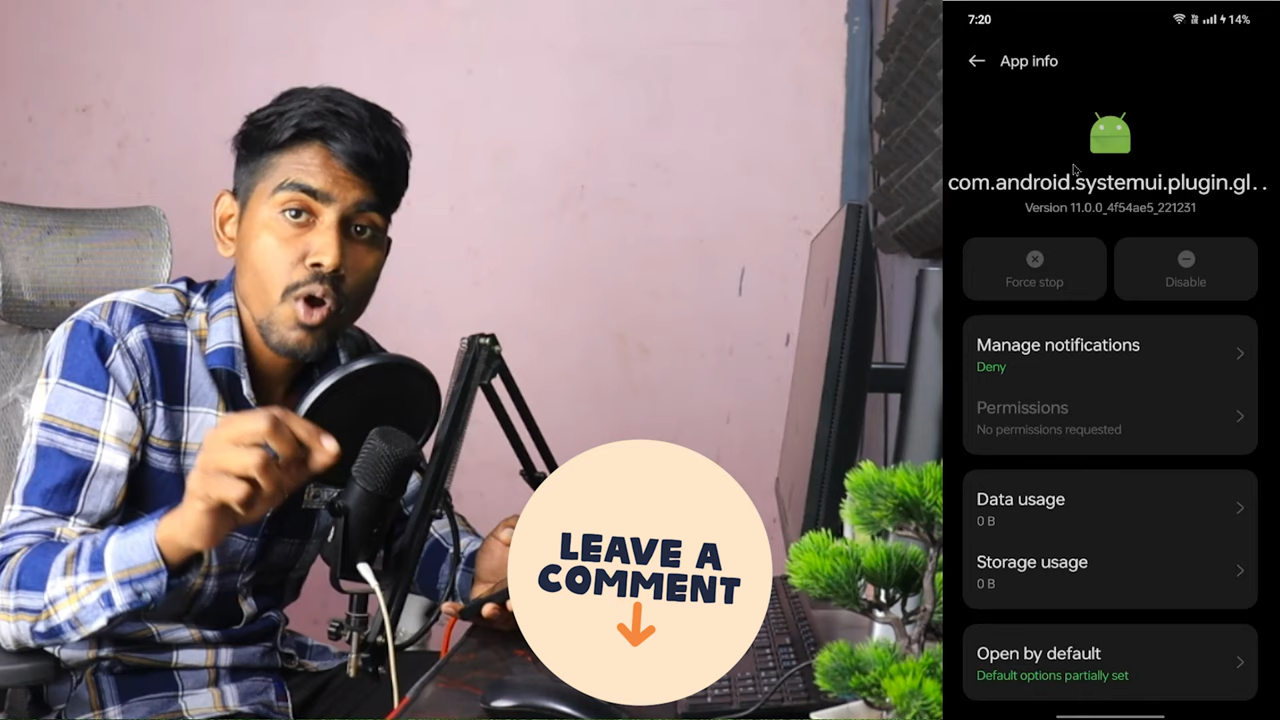 LEAVE A
COMMENT
7:20
14%
App info
com.android.systemui.plugin.gl. .
Version 11.0.0_4f54ae5_221231
Force stop
Disable
Manage notifications
Deny
Permissions
No permissions requested
Data usage
0 B
Storage usage
0 B
Open by default
Default options partially set